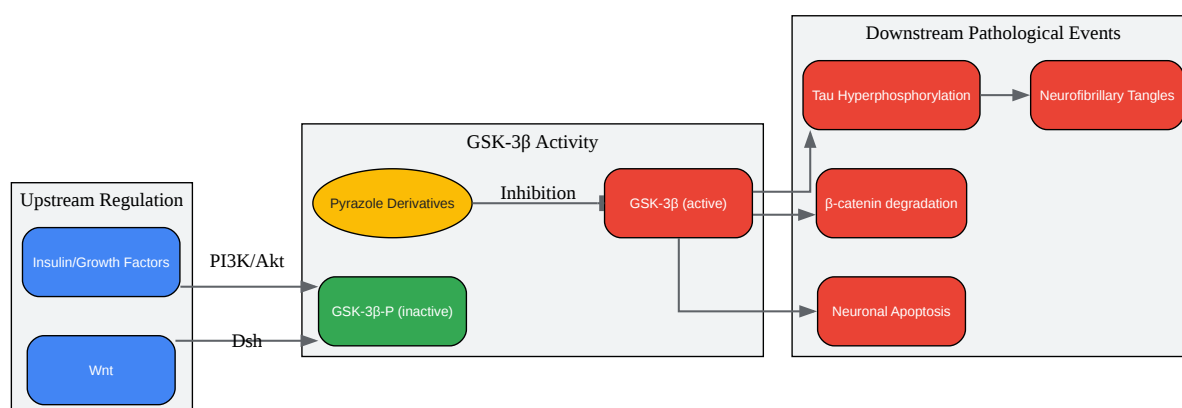 Upstream Regulation
Insulin/Growth Factors
Wnt
PI3K/Akt
Dsh
GSK-3β Activity
Pyrazole Derivatives
Inhibition
GSK-3β (active)
GSK-3β-P (inactive)
Downstream Pathological Events
Tau Hyperphosphorylation
Neurofibrillary Tangles
β-catenin degradation
Neuronal Apoptosis